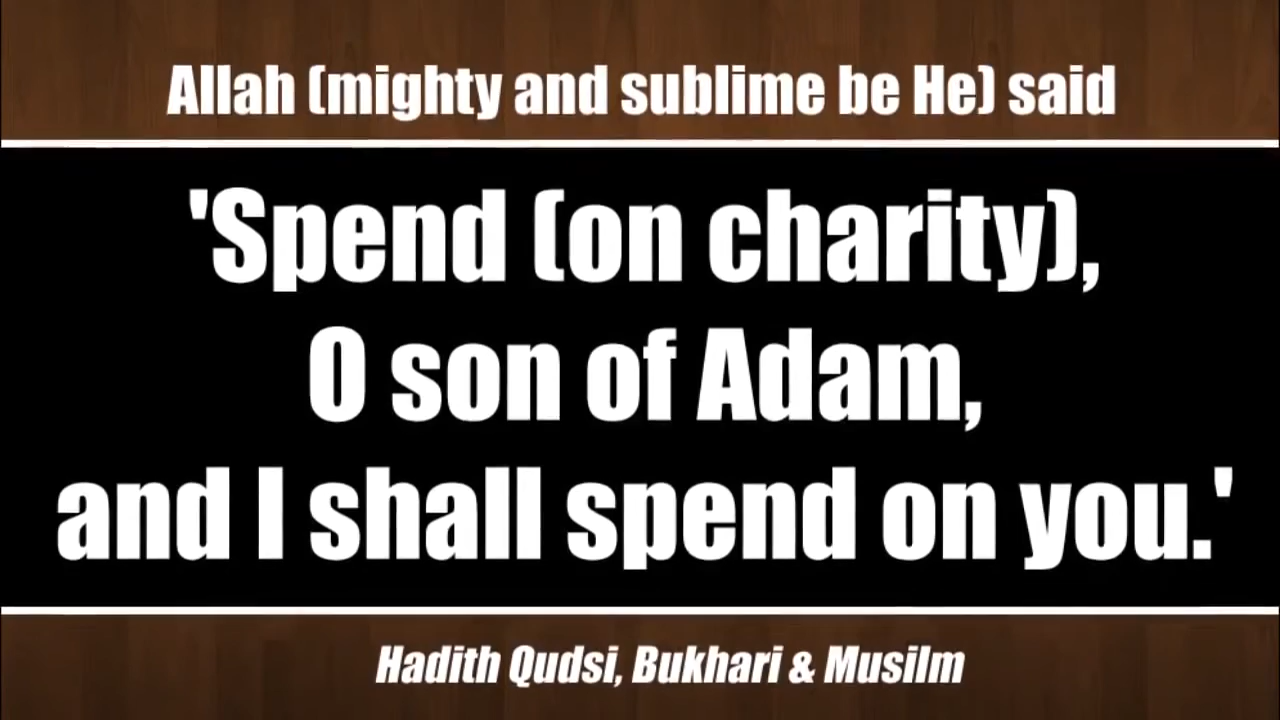 Allah (mighty and sublime be He) said
'Spend (on charity),
O son of Adam,
and I shall spend on you.'
Hadith Qudsi, Bukhari & Musilm